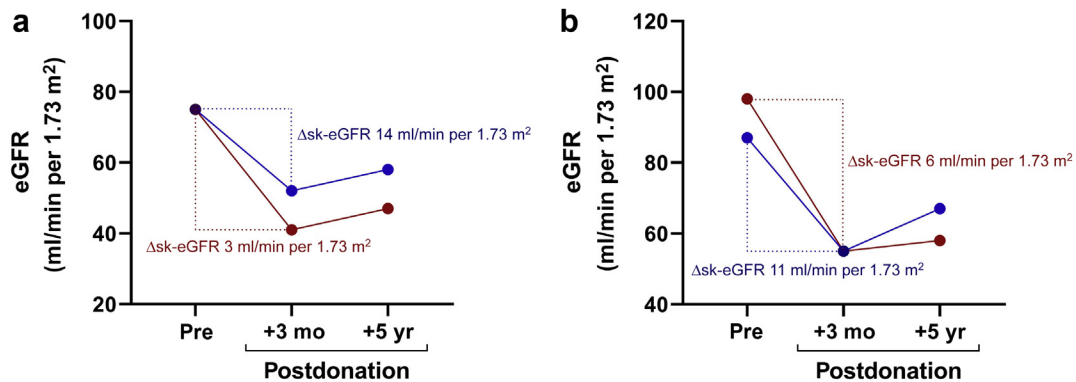 a
eGFR
(ml/min per 1.73 m²)
100
80
60
40
20
Δsk-eGFR 14 ml/min per 1.73 m²
Δsk-eGFR 3 ml/min per 1.73 m²
Pre
+3 mo
+5 yr
Postdonation
b
eGFR
(ml/min per 1.73 m²)
120
100
80
60
40
Δsk-eGFR 6 ml/min per 1.73 m²
Δsk-eGFR 11 ml/min per 1.73 m²
Pre
+3 mo
+5 yr
Postdonation